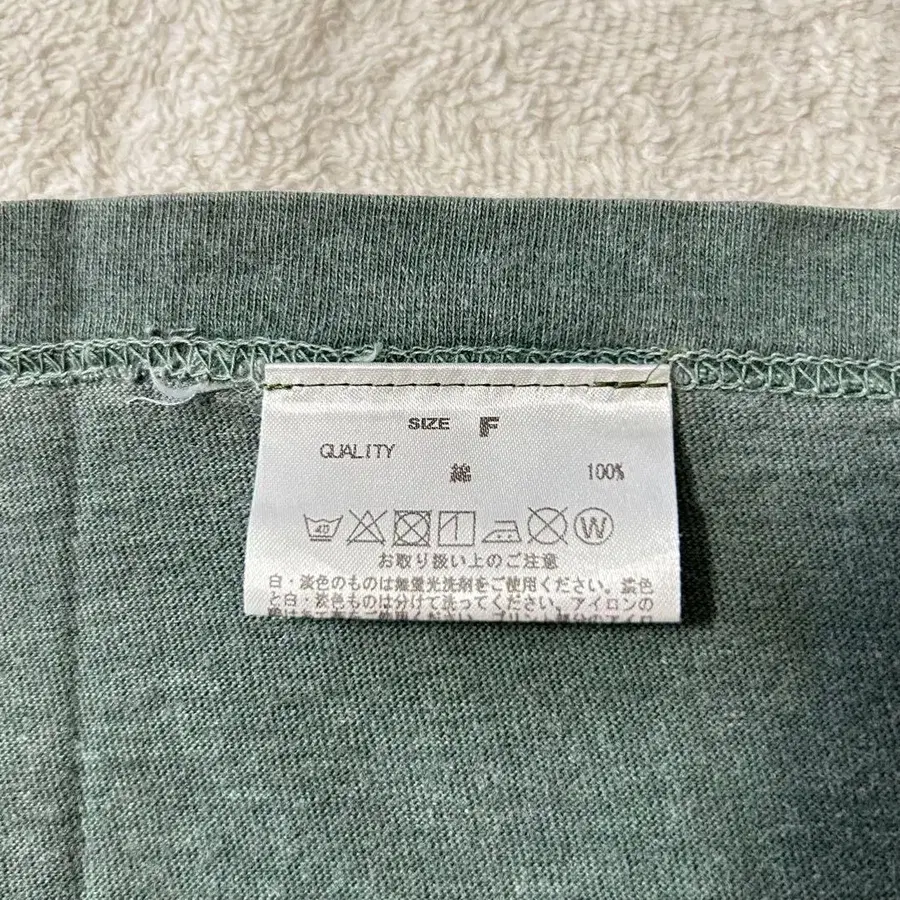 SIZE F
QUALITY
綿 100%
40 W
お取り扱い上のご注意
白・淡色のものは無蛍光洗剤をご使用ください。濃色
と白・淡色ものは分けて洗ってください。アイロンの